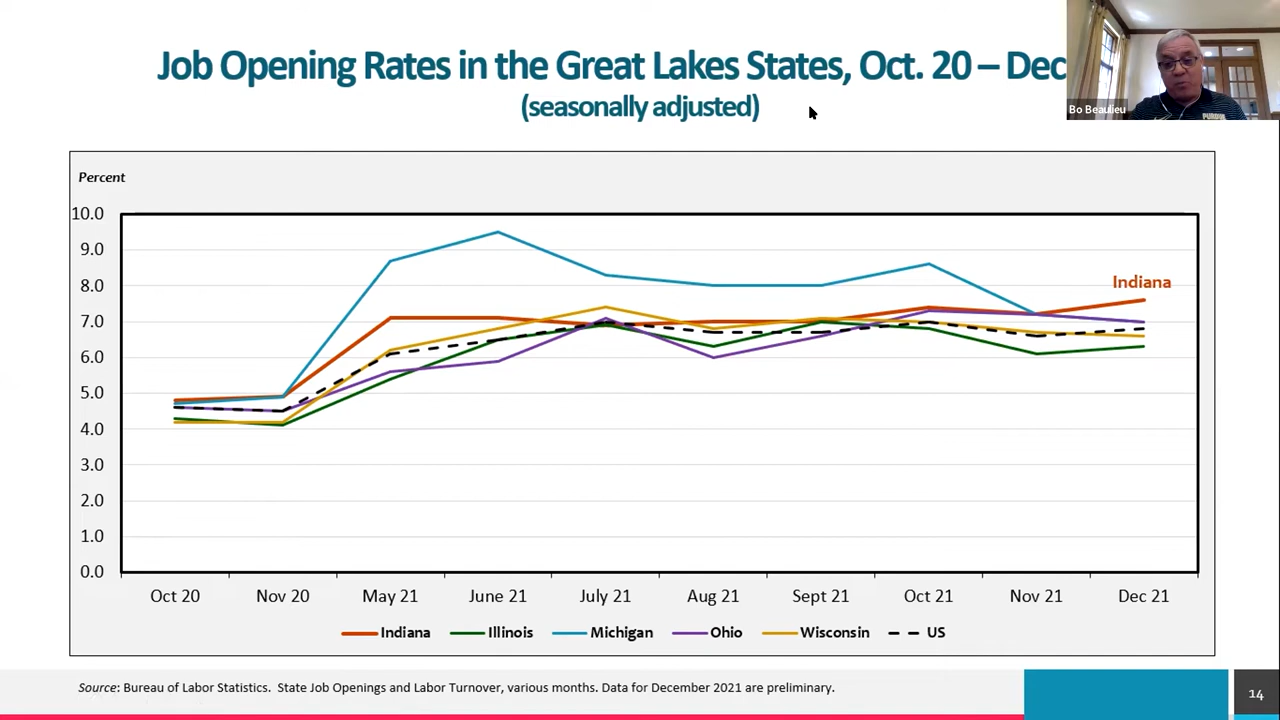 Job Opening Rates in the Great Lakes States, Oct. 20 – Dec
(seasonally adjusted)
Bo Beaulieu
PURDUE
Percent
10.0
9.0
8.0
7.0
6.0
5.0
4.0
3.0
2.0
1.0
0.0
Indiana
Oct 20 Nov 20 May 21 June 21 July 21 Aug 21 Sept 21 Oct 21 Nov 21 Dec 21
Indiana Illinois Michigan Ohio Wisconsin US
Source: Bureau of Labor Statistics. State Job Openings and Labor Turnover, various months. Data for December 2021 are preliminary.
14